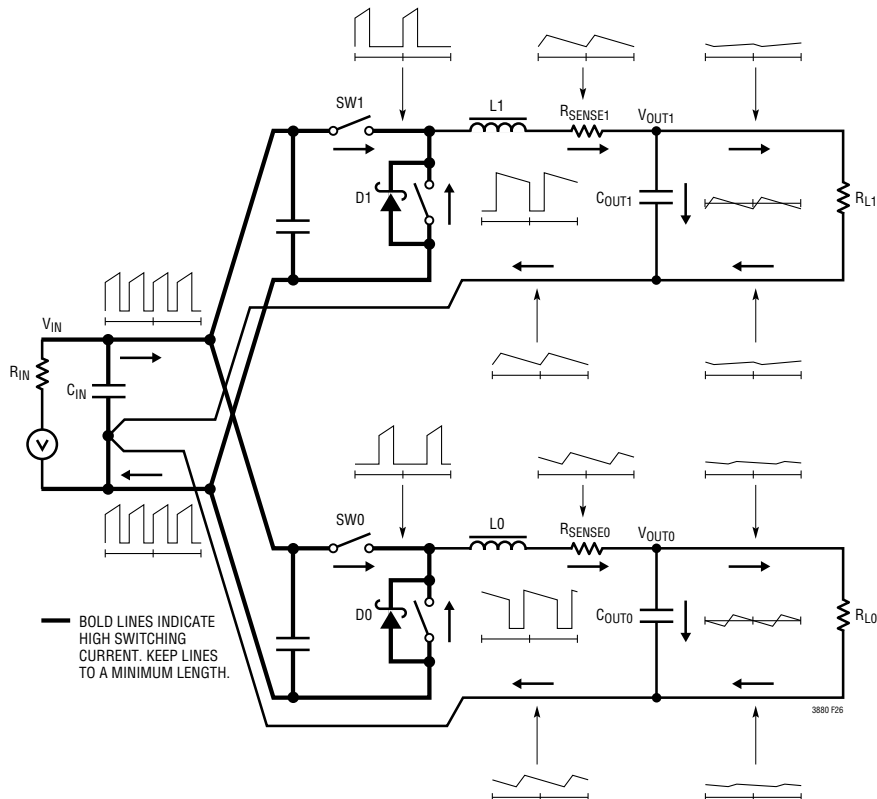 SW1
L1
RSENSE1
VOUT1
D1
COUT1
RL1
VIN
RIN
CIN
V
SW0
L0
RSENSE0
VOUT0
D0
COUT0
RL0
BOLD LINES INDICATE
HIGH SWITCHING
CURRENT. KEEP LINES
TO A MINIMUM LENGTH.
3880 F26